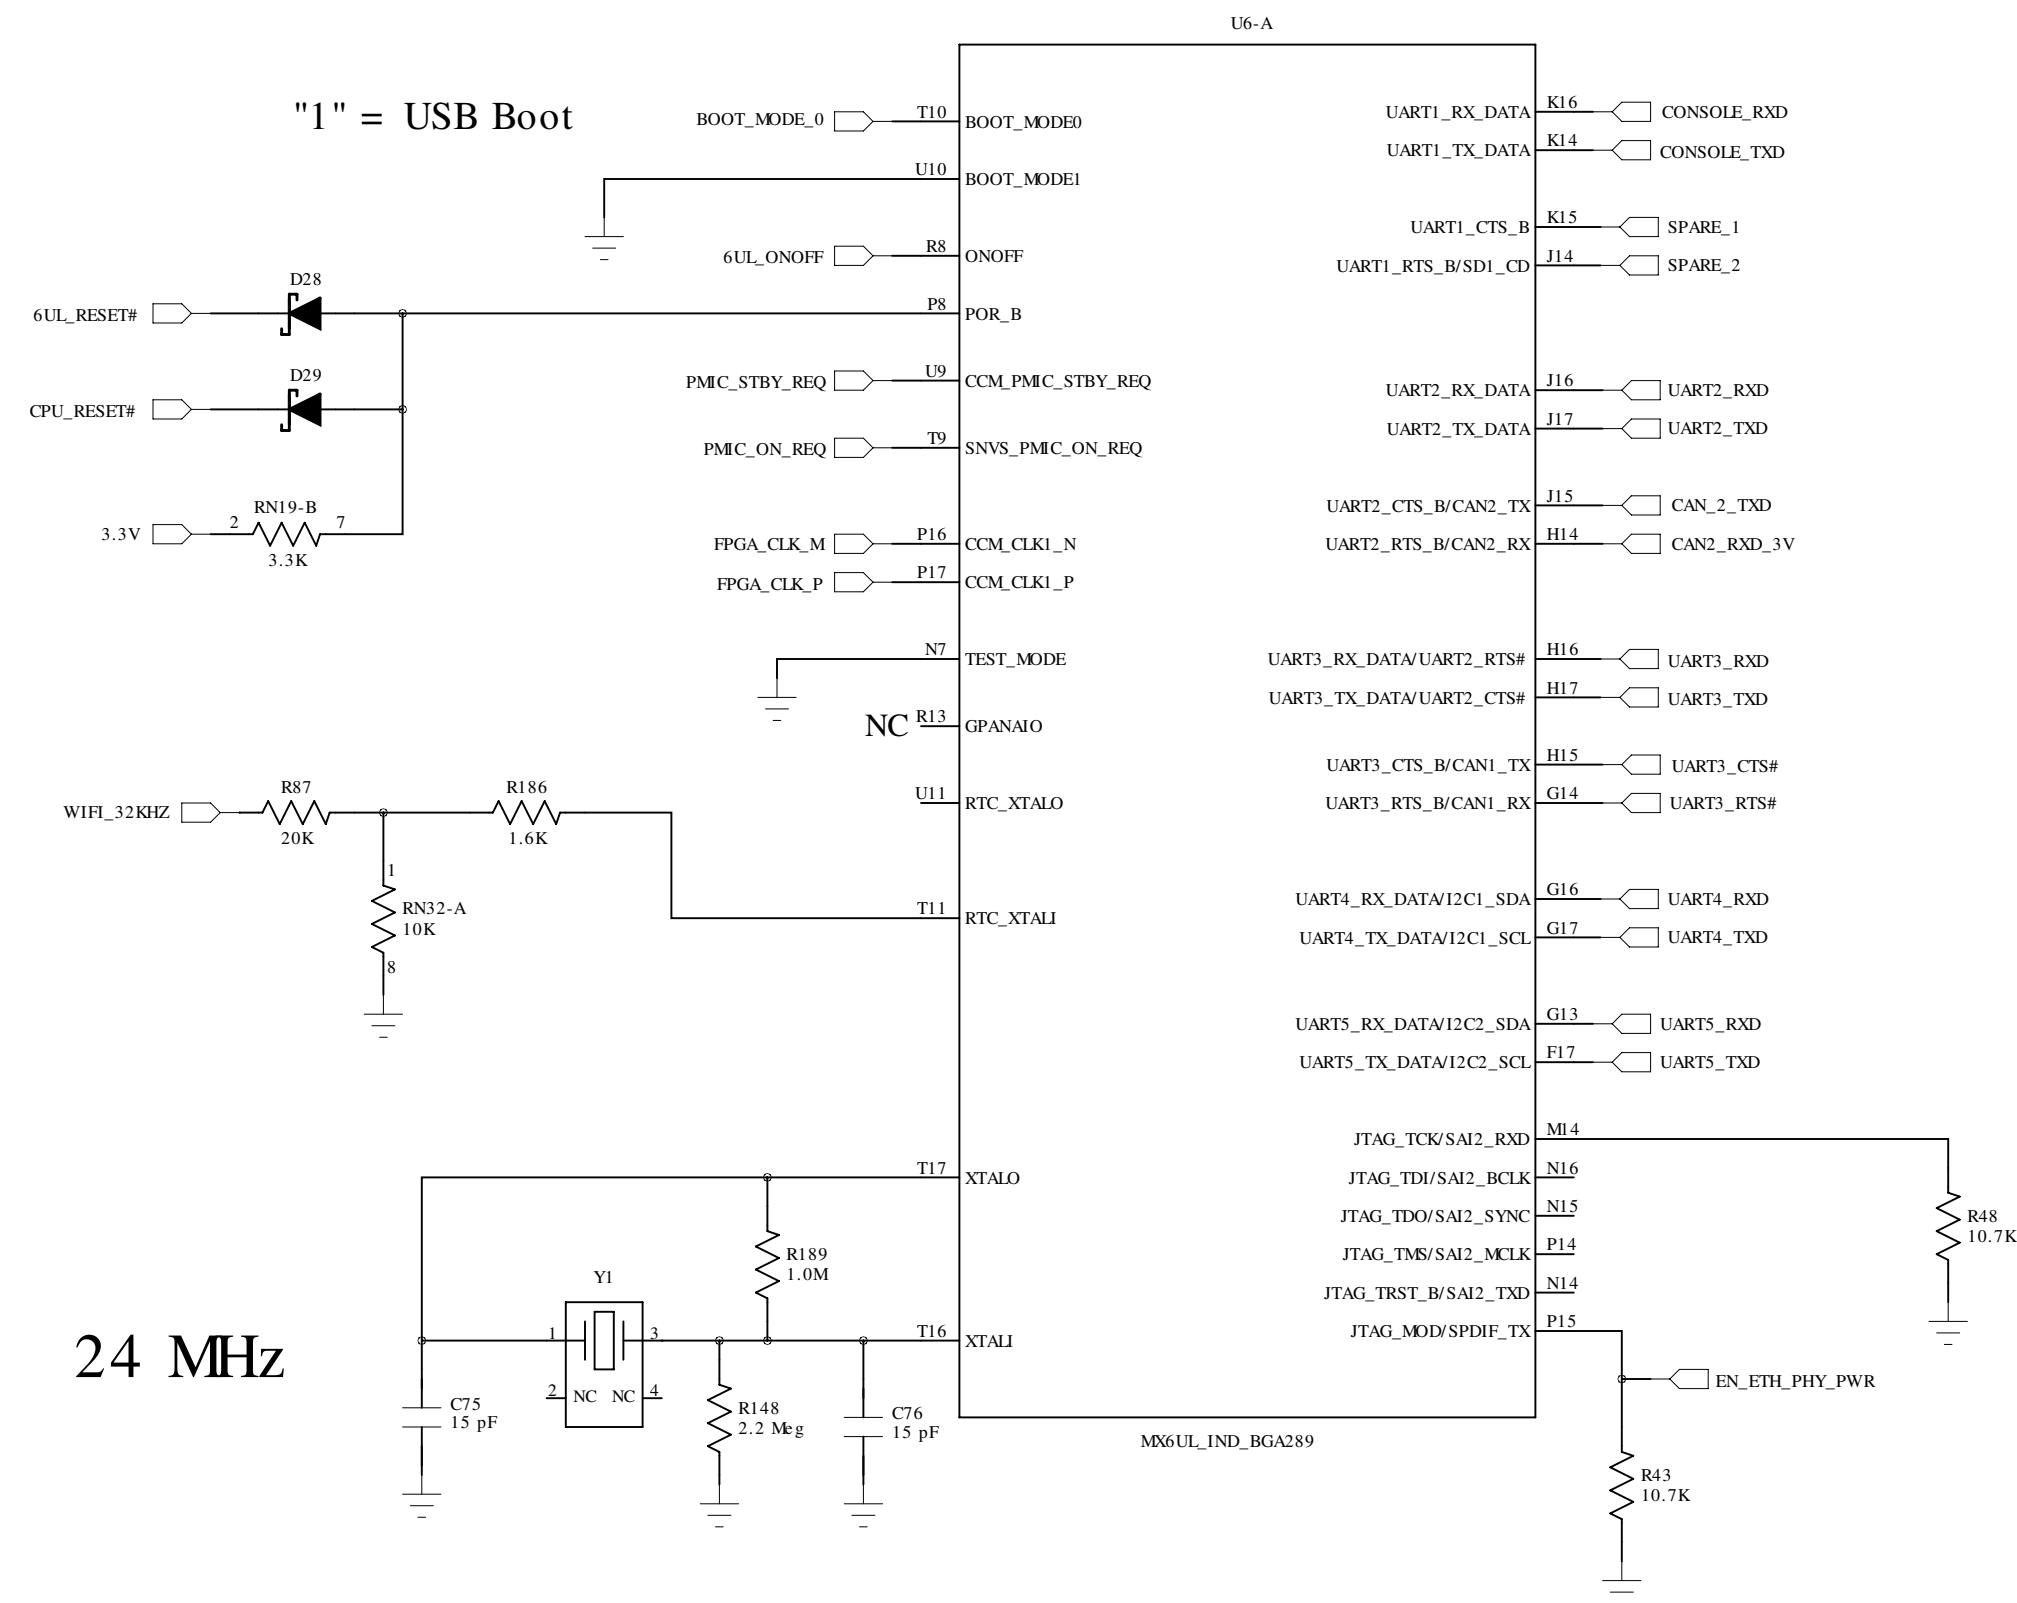 U6-A
"1" = USB Boot
BOOT_MODE_0
T10
BOOT_MODE0
U10
BOOT_MODE1
6UL_ONOFF
R8
ONOFF
D28
6UL_RESET#
P8
POR_B
D29
CPU_RESET#
PMIC_STBY_REQ
U9
CCM_PMIC_STBY_REQ
PMIC_ON_REQ
T9
SNVS_PMIC_ON_REQ
RN19-B
3.3V
2
7
3.3K
FPGA_CLK_M
P16
CCM_CLK1_N
FPGA_CLK_P
P17
CCM_CLK1_P
N7
TEST_MODE
NC
R13
GPANAIO
U11
RTC_XTALO
R87
WIFI_32KHZ
20K
R186
1.6K
1
RN32-A
10K
8
T11
RTC_XTALI
T17
XTALO
R189
1.0M
Y1
24 MHz
1
3
2
NC
NC
4
T16
XTALI
C75
15 pF
R148
2.2 Meg
C76
15 pF
UART1_RX_DATA
K16
CONSOLE_RXD
UART1_TX_DATA
K14
CONSOLE_TXD
UART1_CTS_B
K15
SPARE_1
UART1_RTS_B/SD1_CD
J14
SPARE_2
UART2_RX_DATA
J16
UART2_RXD
UART2_TX_DATA
J17
UART2_TXD
UART2_CTS_B/CAN2_TX
J15
CAN_2_TXD
UART2_RTS_B/CAN2_RX
H14
CAN2_RXD_3V
UART3_RX_DATA/UART2_RTS#
H16
UART3_RXD
UART3_TX_DATA/UART2_CTS#
H17
UART3_TXD
UART3_CTS_B/CAN1_TX
H15
UART3_CTS#
UART3_RTS_B/CAN1_RX
G14
UART3_RTS#
UART4_RX_DATA/I2C1_SDA
G16
UART4_RXD
UART4_TX_DATA/I2C1_SCL
G17
UART4_TXD
UART5_RX_DATA/I2C2_SDA
G13
UART5_RXD
UART5_TX_DATA/I2C2_SCL
F17
UART5_TXD
JTAG_TCK/SAI2_RXD
M14
JTAG_TDI/SAI2_BCLK
N16
JTAG_TDO/SAI2_SYNC
N15
JTAG_TMS/SAI2_MCLK
P14
JTAG_TRST_B/SAI2_TXD
N14
JTAG_MOD/SPDIF_TX
P15
R48
10.7K
EN_ETH_PHY_PWR
R43
10.7K
MX6UL_IND_BGA289